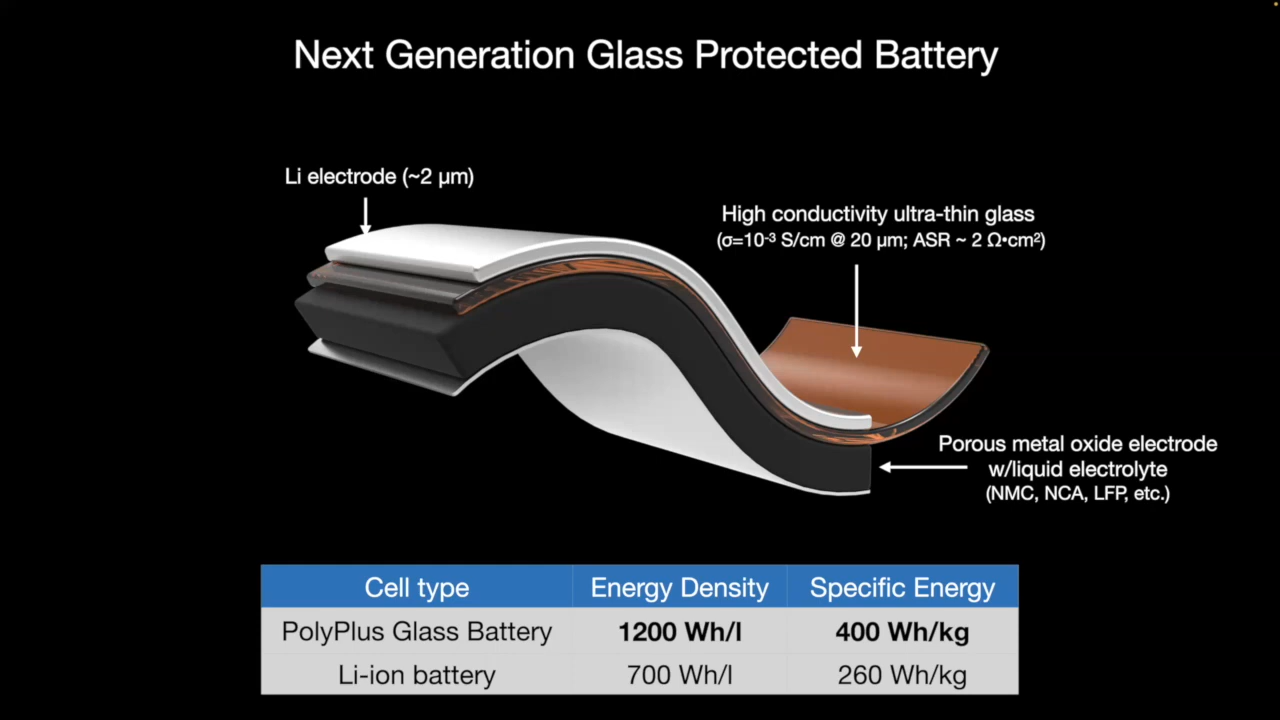 Next Generation Glass Protected Battery
Li electrode (~2 µm)
High conductivity ultra-thin glass
(σ=10⁻³ S/cm @ 20 µm; ASR ~ 2 Ω•cm²)
Porous metal oxide electrode
w/liquid electrolyte
(NMC, NCA, LFP, etc.)
Cell type Energy Density Specific Energy
PolyPlus Glass Battery 1200 Wh/l 400 Wh/kg
Li-ion battery 700 Wh/l 260 Wh/kg